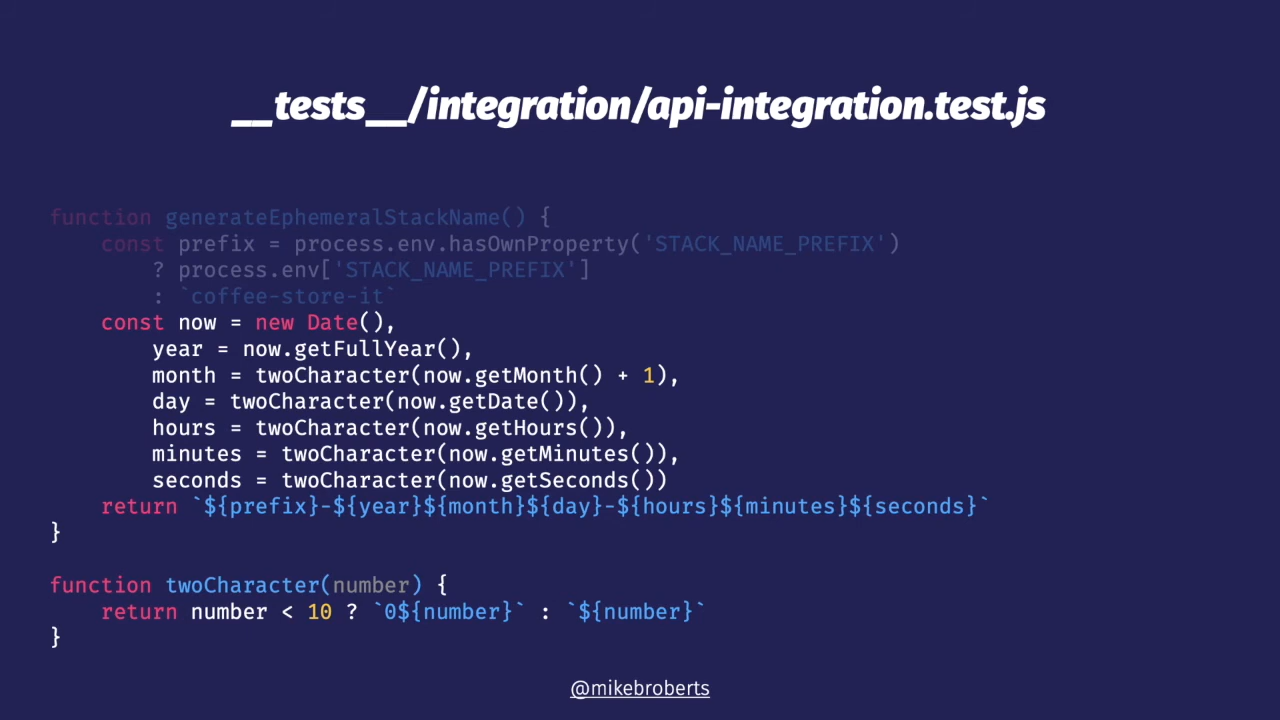 __tests__/integration/api-integration.test.js
function generateEphemeralStackName() {
    const prefix = process.env.hasOwnProperty('STACK_NAME_PREFIX')
        ? process.env['STACK_NAME_PREFIX']
        : `coffee-store-it`
    const now = new Date(),
        year = now.getFullYear(),
        month = twoCharacter(now.getMonth() + 1),
        day = twoCharacter(now.getDate()),
        hours = twoCharacter(now.getHours()),
        minutes = twoCharacter(now.getMinutes()),
        seconds = twoCharacter(now.getSeconds())
    return `${prefix}-${year}${month}${day}-${hours}${minutes}${seconds}`
}
function twoCharacter(number) {
    return number < 10 ? `0${number}` : `${number}`
}
@mikebroberts